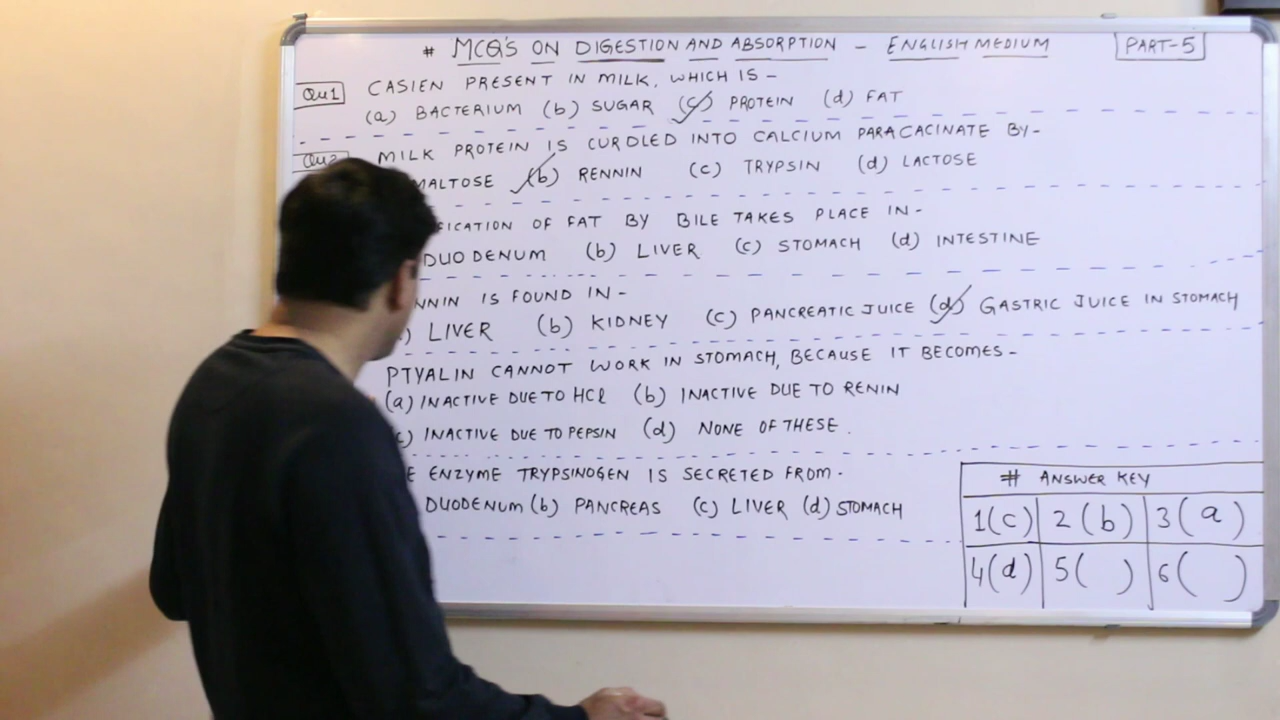 # MCQ'S ON DIGESTION AND ABSORPTION - ENGLISH MEDIUM PART-5
Qu1 CASIEN PRESENT IN MILK, WHICH IS -
(a) BACTERIUM (b) SUGAR (c) PROTEIN (d) FAT
Qu2 MILK PROTEIN IS CURDLED INTO CALCIUM PARACACINATE BY-
MALTOSE (b) RENNIN (c) TRYPSIN (d) LACTOSE
OF FAT BY BILE TAKES PLACE IN-
DUODENUM (b) LIVER (c) STOMACH (d) INTESTINE
IS FOUND IN-
LIVER (b) KIDNEY (c) PANCREATIC JUICE (d) GASTRIC JUICE IN STOMACH
PTYALIN CANNOT WORK IN STOMACH, BECAUSE IT BECOMES-
(a) INACTIVE DUE TO HCl (b) INACTIVE DUE TO RENIN
INACTIVE DUE TO PEPSIN (d) NONE OF THESE.
ENZYME TRYPSINOGEN IS SECRETED FROM-
DUODENUM (b) PANCREAS (c) LIVER (d) STOMACH
# ANSWER KEY
1(c) 2(b) 3(a)
4(d) 5( ) 6( )